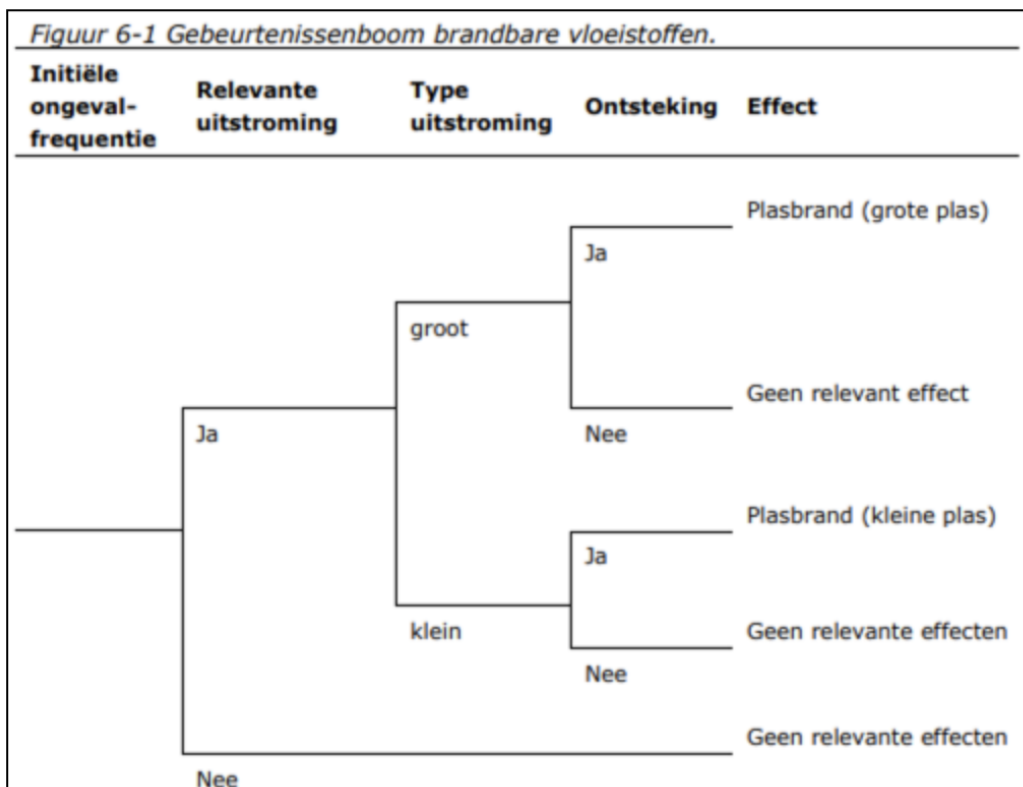 Figuur 6-1 Gebeurtenissenboom brandbare vloeistoffen.
Initiële
ongeval-
frequentie
Relevante
uitstroming
Type
uitstroming
Ontsteking
Effect
Plasbrand (grote plas)
Ja
groot
Geen relevant effect
Ja
Nee
Plasbrand (kleine plas)
Ja
klein
Geen relevante effecten
Nee
Geen relevante effecten
Nee